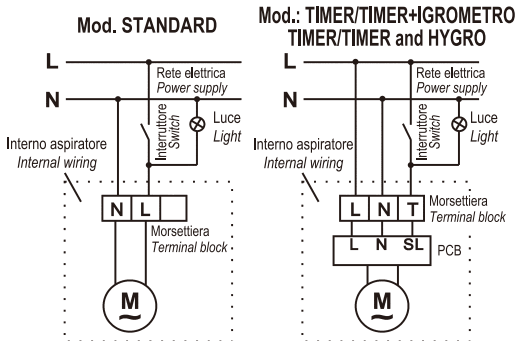 Mod. STANDARD
L
Rete elettrica
Power supply
N
Interruttore
Switch
Luce
Light
Interno aspiratore
Internal wiring
N L
Morsettiera
Terminal block
M
~
Mod.: TIMER/TIMER+IGROMETRO
TIMER/TIMER and HYGRO
L
Rete elettrica
Power supply
N
Interruttore
Switch
Luce
Light
Interno aspiratore
Internal wiring
L N T
Morsettiera
Terminal block
L N SL
PCB
M
~